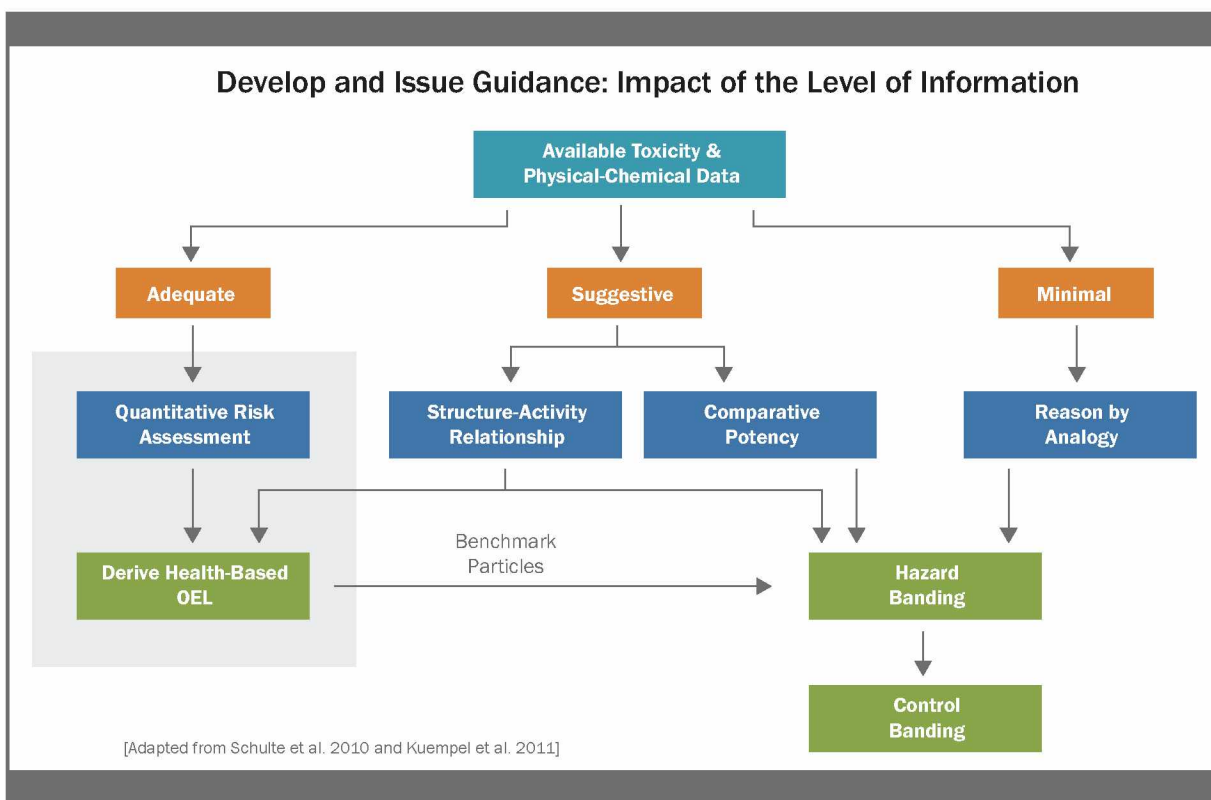 Develop and Issue Guidance: Impact of the Level of Information
Available Toxicity &
Physical-Chemical Data
Adequate
Suggestive
Minimal
Quantitative Risk
Assessment
Structure-Activity
Relationship
Comparative
Potency
Reason by
Analogy
Benchmark
Particles
Derive Health-Based
OEL
Hazard
Banding
Control
Banding
[Adapted from Schulte et al. 2010 and Kuempel et al. 2011]